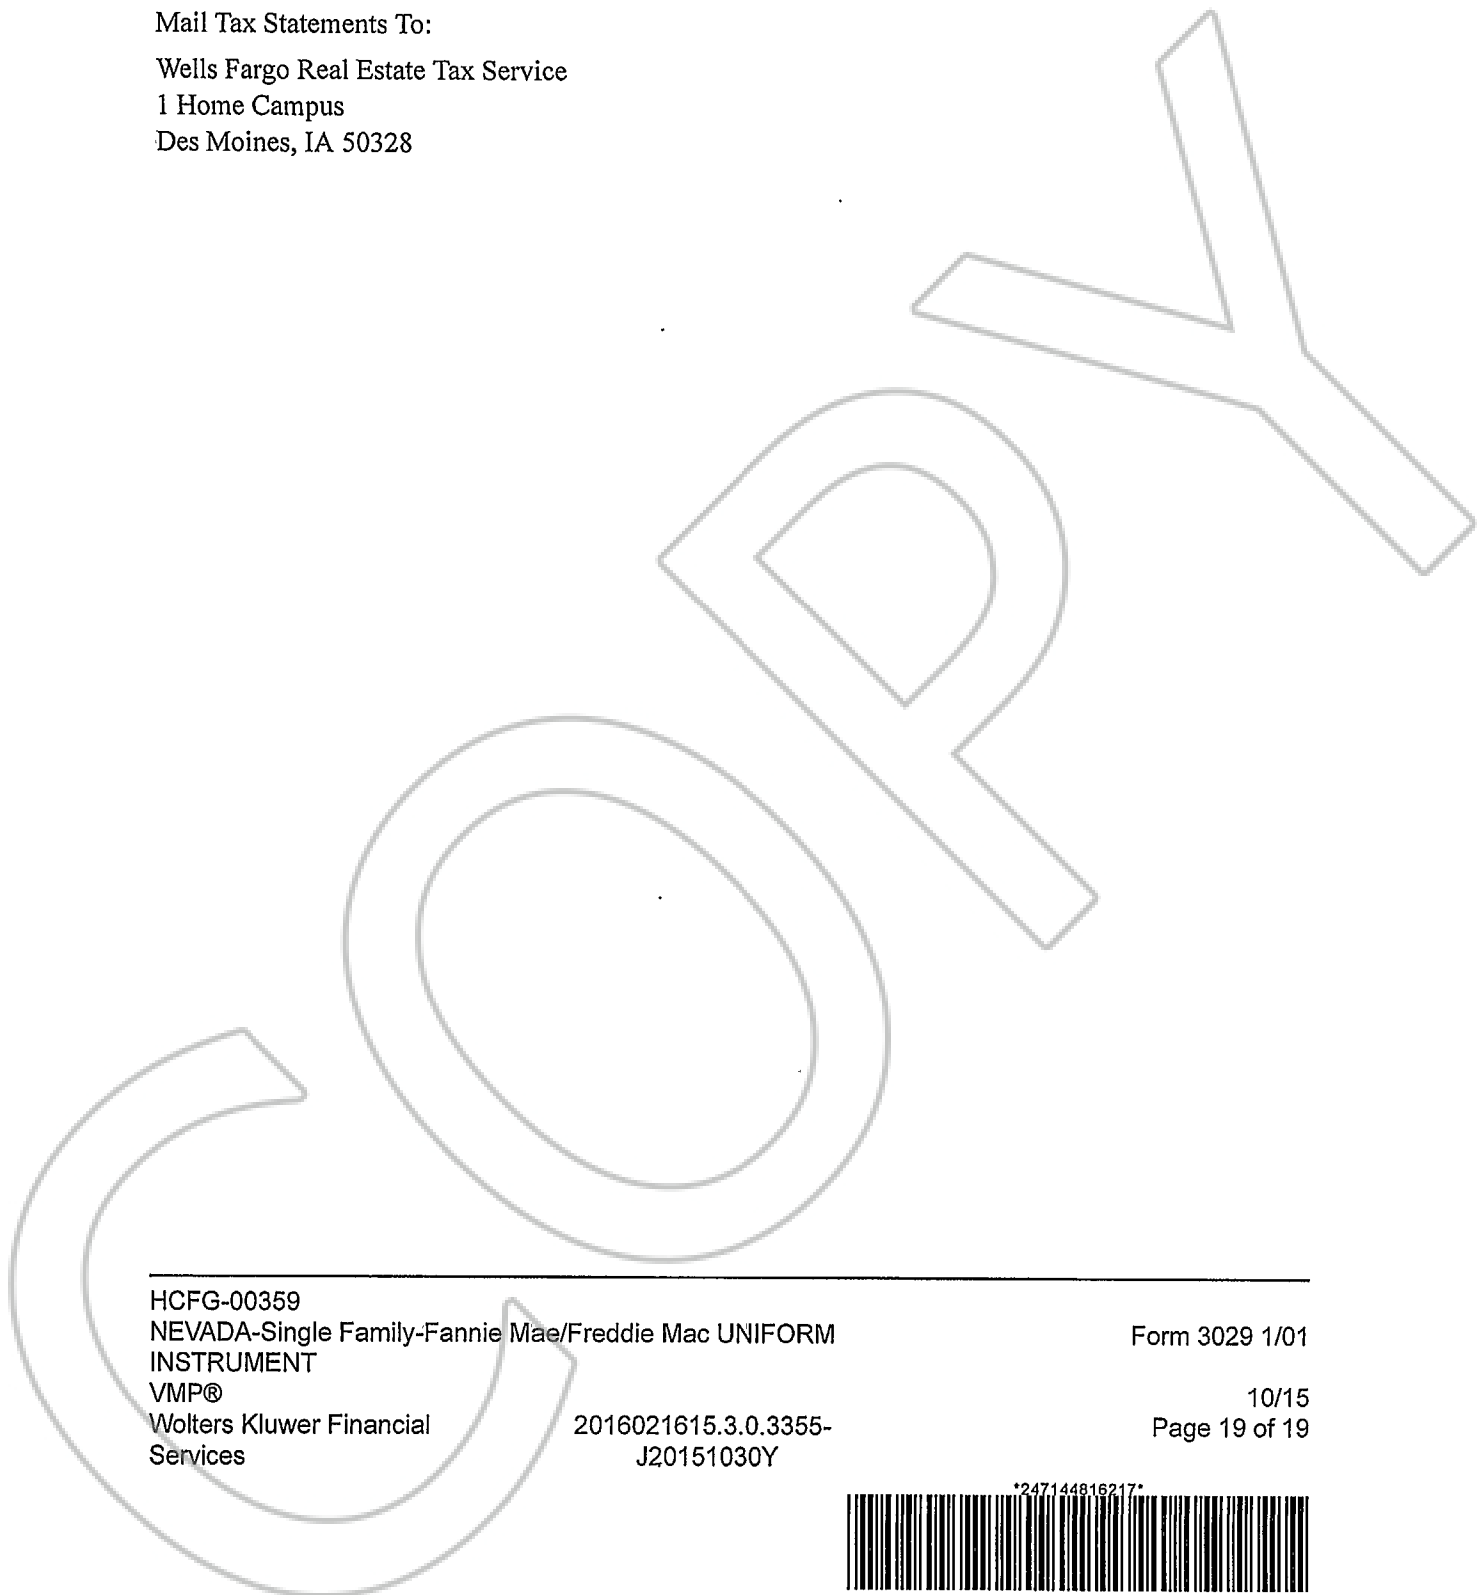 Mail Tax Statements To:
Wells Fargo Real Estate Tax Service
1 Home Campus
Des Moines, IA 50328
COPY
HCFG-00359
NEVADA-Single Family-Fannie Mae/Freddie Mac UNIFORM
INSTRUMENT
Form 3029 1/01
VMP®
10/15
Wolters Kluwer Financial
Services
2016021615.3.0.3355-
J20151030Y
Page 19 of 19
*247144816217*